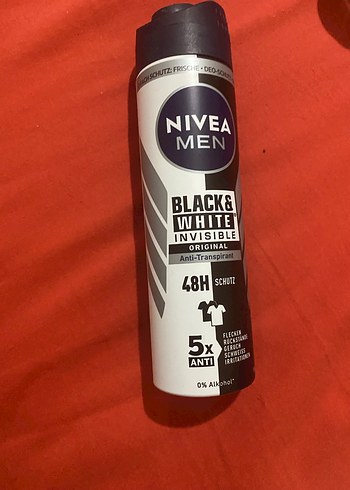 SCHUTZ: FRISCHE • DEO-SCHUTZ
NIVEA
MEN
BLACK&
WHITE
INVISIBLE
ORIGINAL
Anti-Transpirant
48H SCHUTZ
5x
ANTI
FLECKEN
RÜCKSTÄNDE
GERUCH
SCHWEISS
IRRITATIONEN
0% Alkohol*